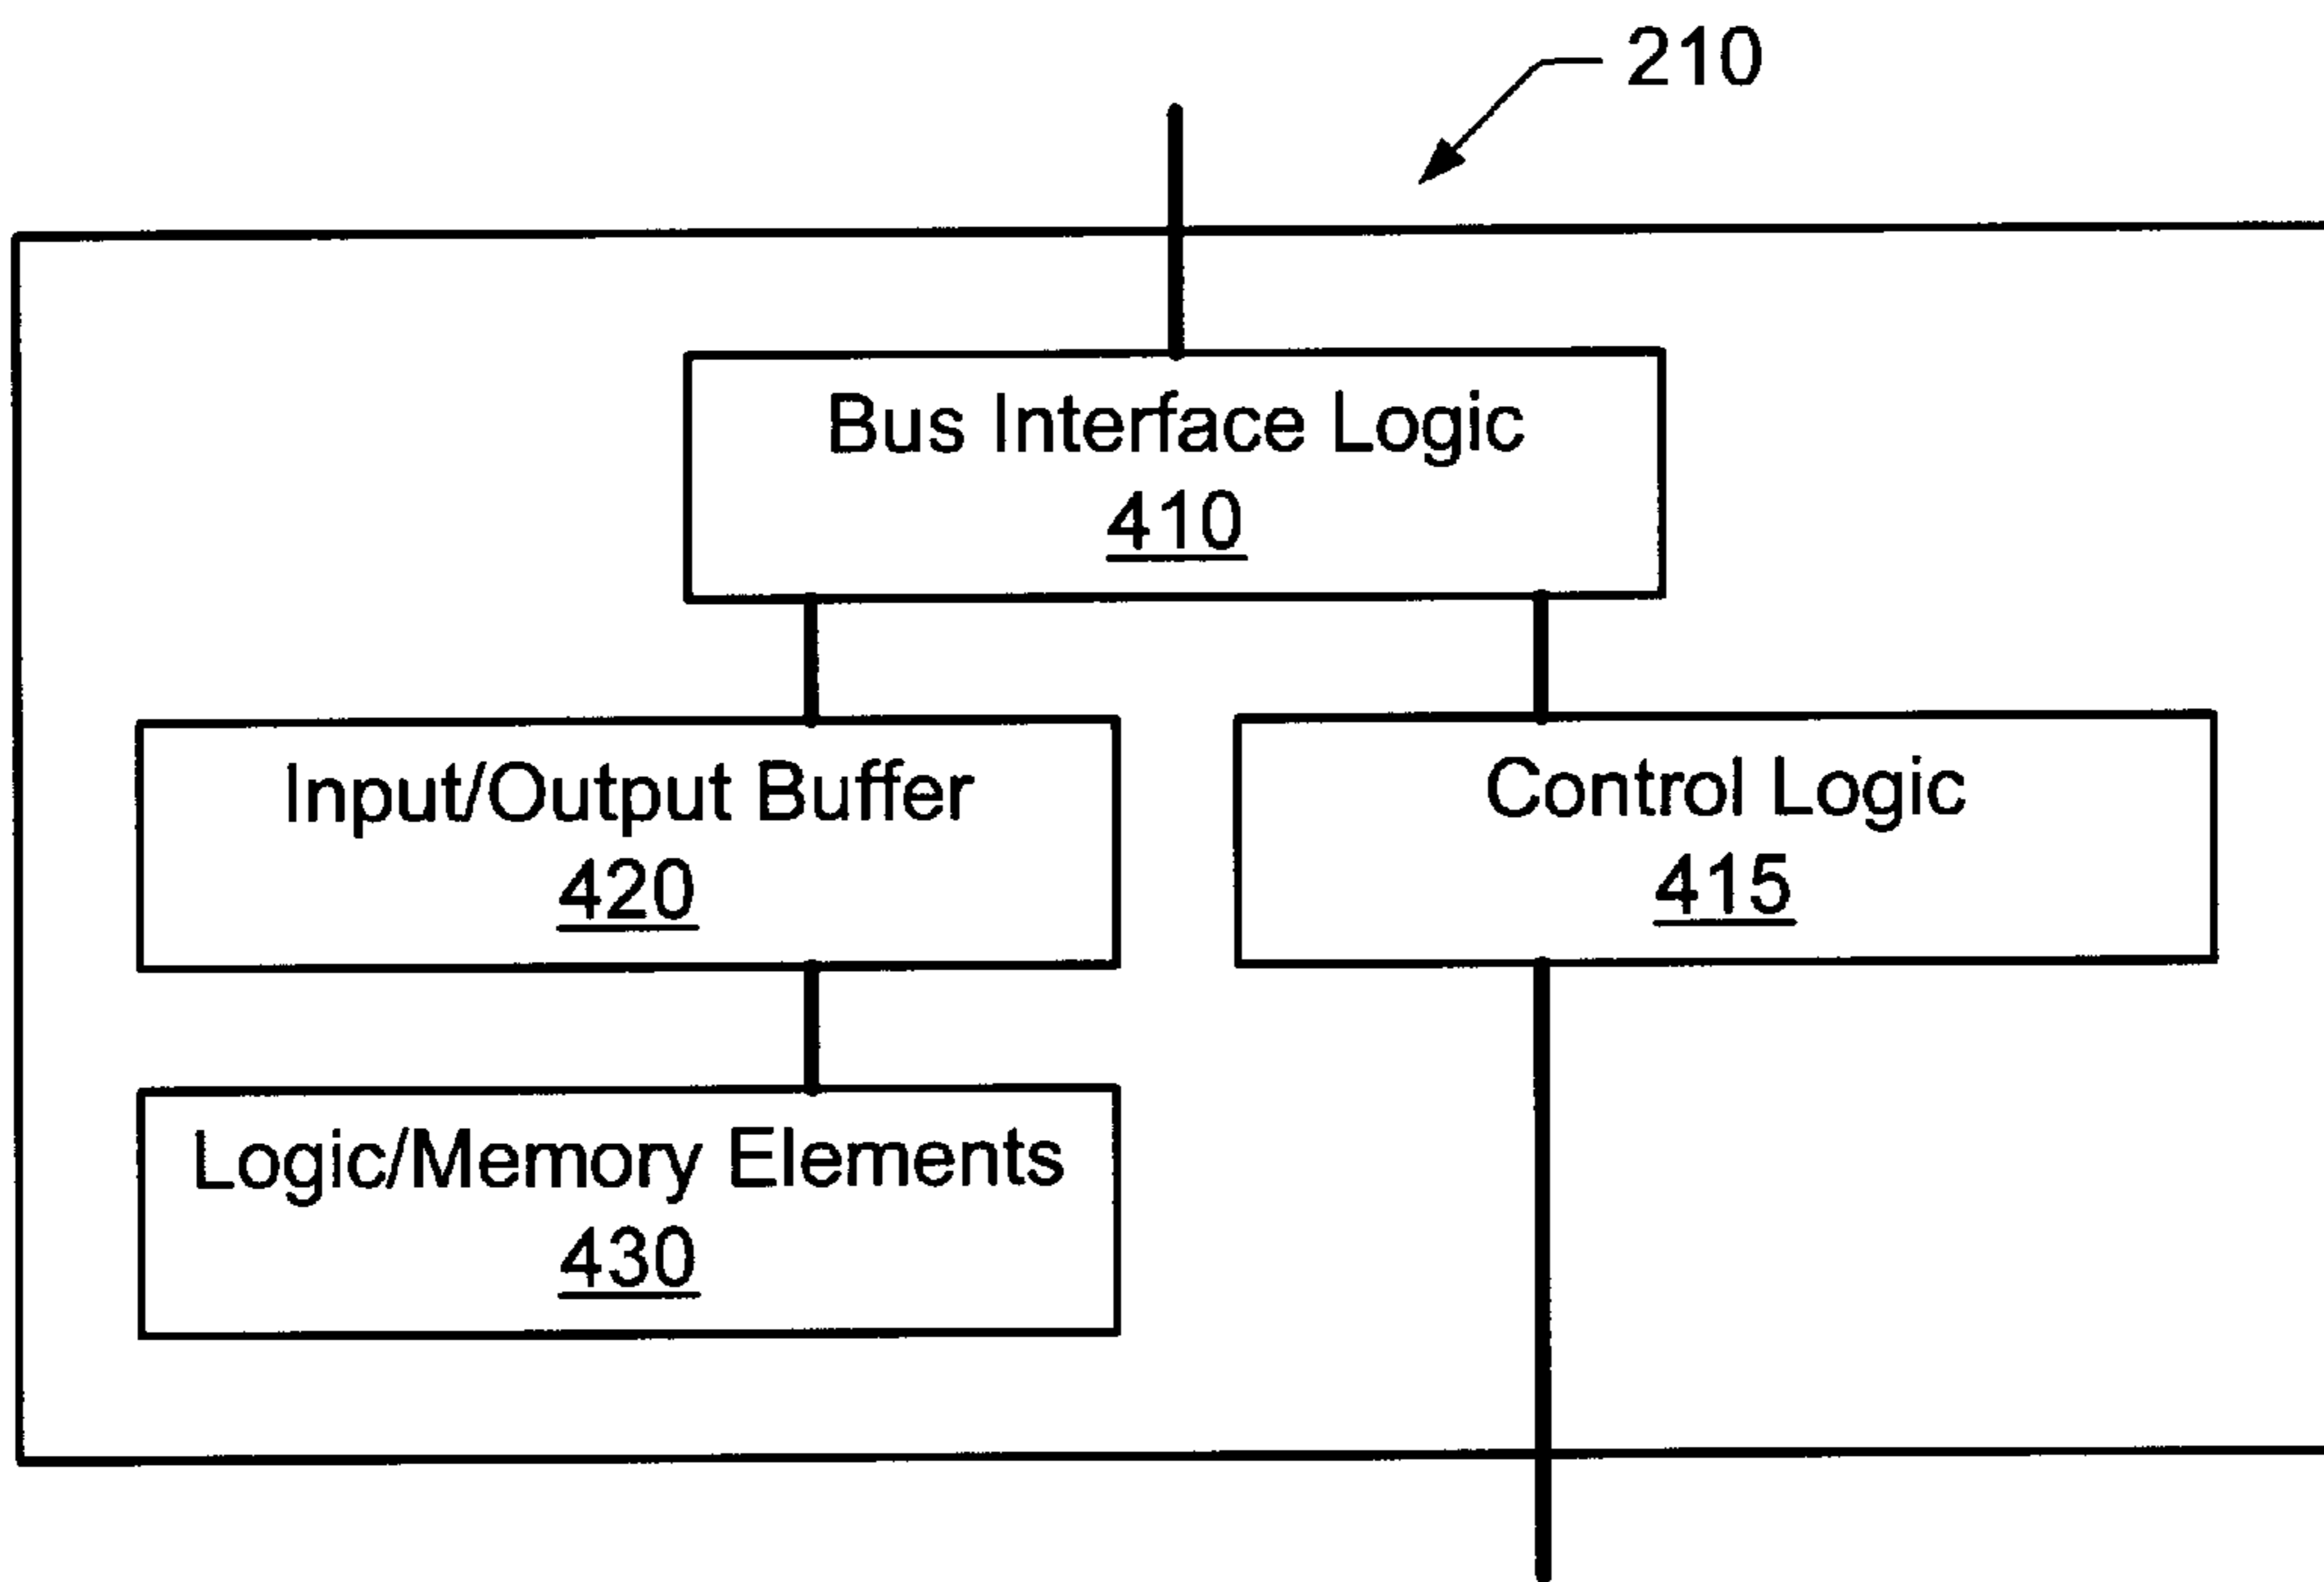 210
Bus Interface Logic
410
Input/Output Buffer
420
Control Logic
415
Logic/Memory Elements
430